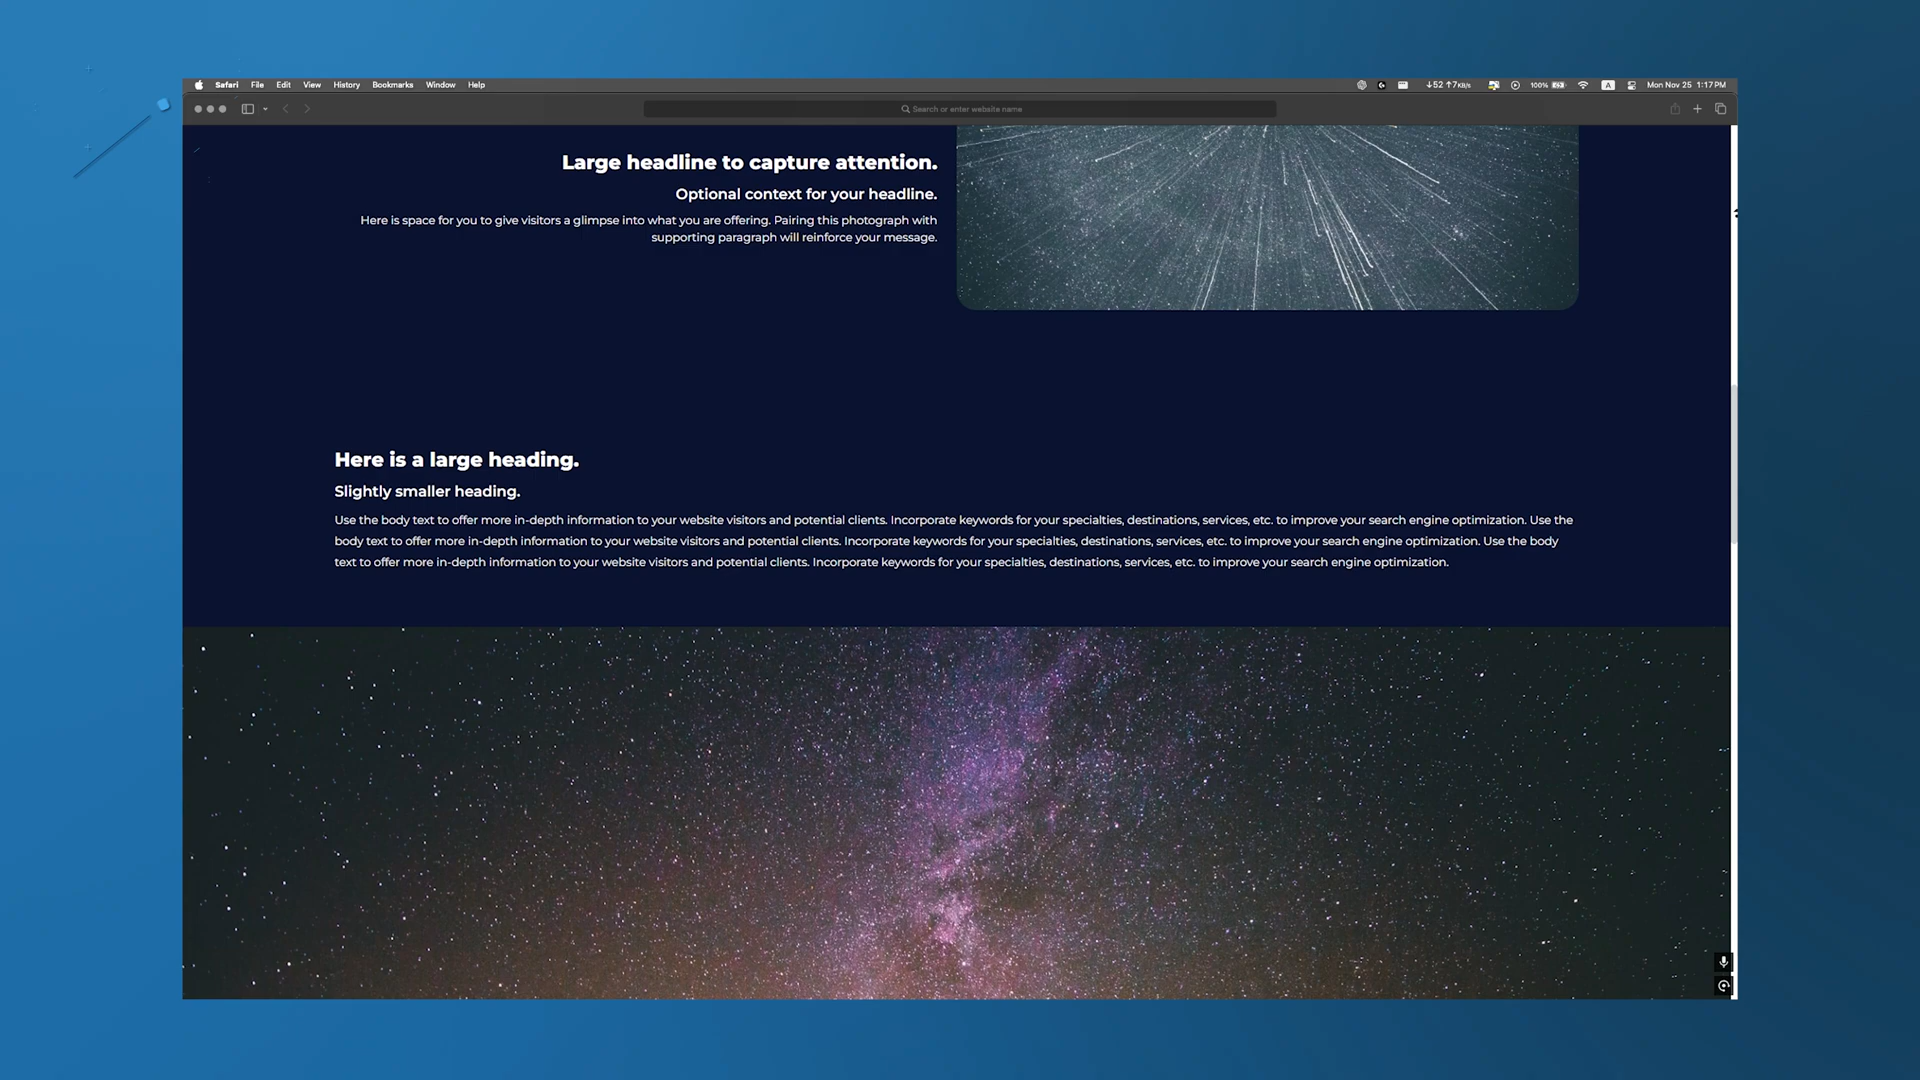 Safari File Edit View History Bookmarks Window Help
↓52 ↑7KB/s 100% A Mon Nov 25 1:17PM
Search or enter website name
Large headline to capture attention.
Optional context for your headline.
Here is space for you to give visitors a glimpse into what you are offering. Pairing this photograph with
supporting paragraph will reinforce your message.
Here is a large heading.
Slightly smaller heading.
Use the body text to offer more in-depth information to your website visitors and potential clients. Incorporate keywords for your specialties, destinations, services, etc. to improve your search engine optimization. Use the
body text to offer more in-depth information to your website visitors and potential clients. Incorporate keywords for your specialties, destinations, services, etc. to improve your search engine optimization. Use the body
text to offer more in-depth information to your website visitors and potential clients. Incorporate keywords for your specialties, destinations, services, etc. to improve your search engine optimization.